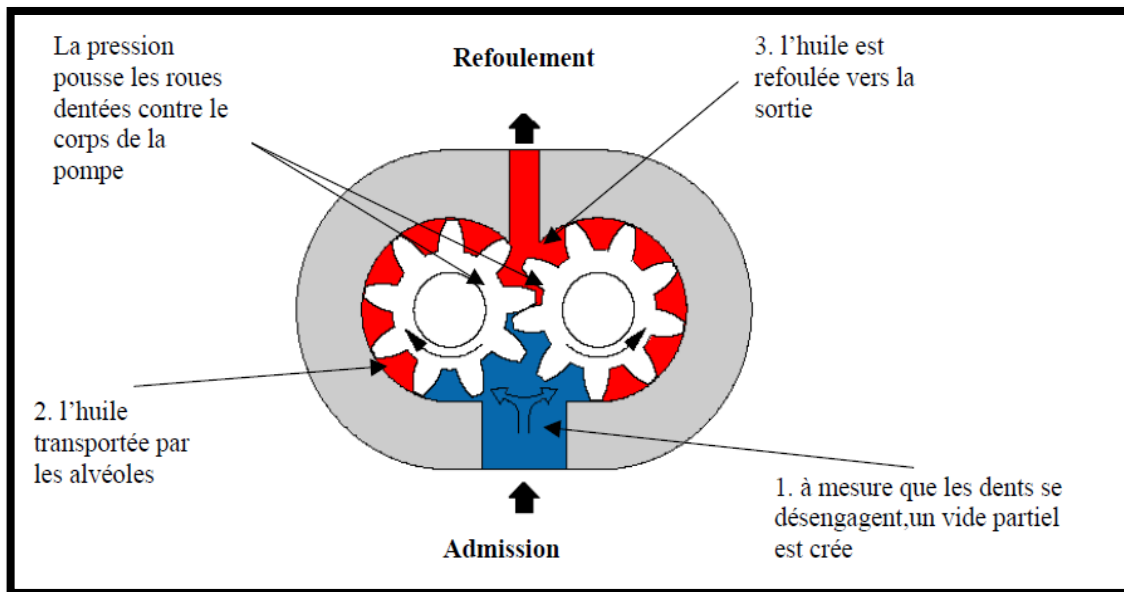 La pression
pousse les roues
dentées contre le
corps de la
pompe
Refoulement
3. l’huile est
refoulée vers la
sortie
2. l’huile
transportée par
les alvéoles
Admission
1. à mesure que les dents se
désengagent,un vide partiel
est crée